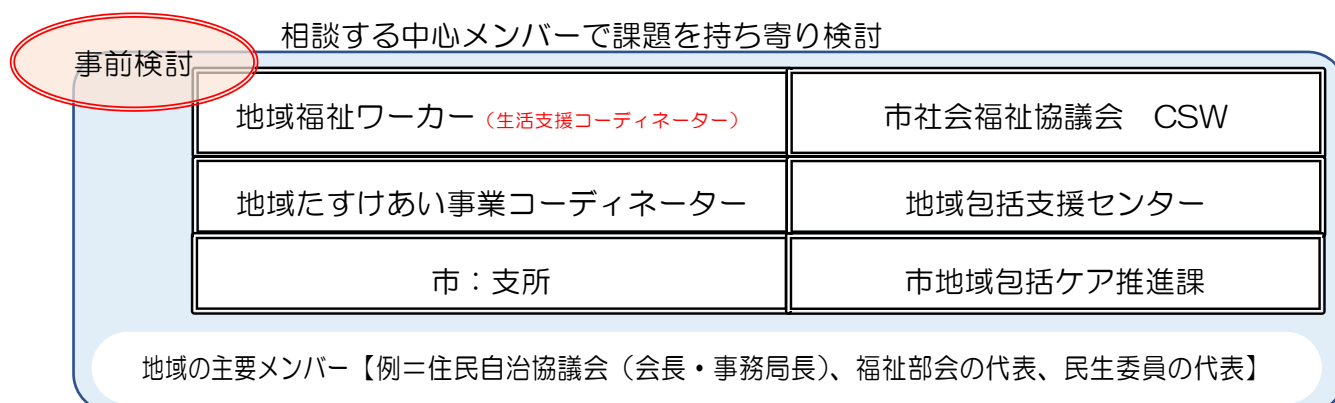 相談する中心メンバーで課題を持ち寄り検討
事前検討
地域福祉ワーカー（生活支援コーディネーター）
市社会福祉協議会　CSW
地域たすけあい事業コーディネーター
地域包括支援センター
市：支所
市地域包括ケア推進課
地域の主要メンバー【例＝住民自治協議会（会長・事務局長）、福祉部会の代表、民生委員の代表】